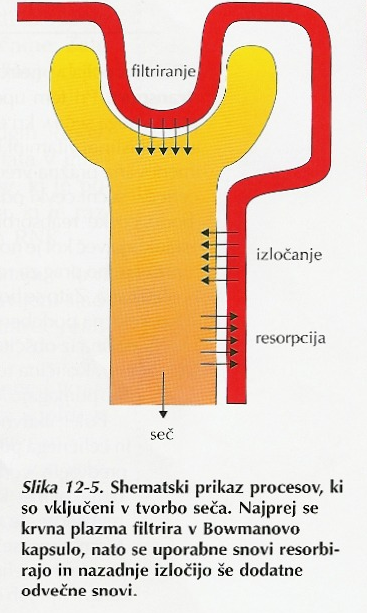 filtriranje
izločanje
resorpcija
seč
Slika 12-5. Shematski prikaz procesov, ki
so vključeni v tvorbo seča. Najprej se
krvna plazma filtrira v Bowmanovo
kapsulo, nato se uporabne snovi resorbi-
rajo in nazadnje izločijo še dodatne
odvečne snovi.